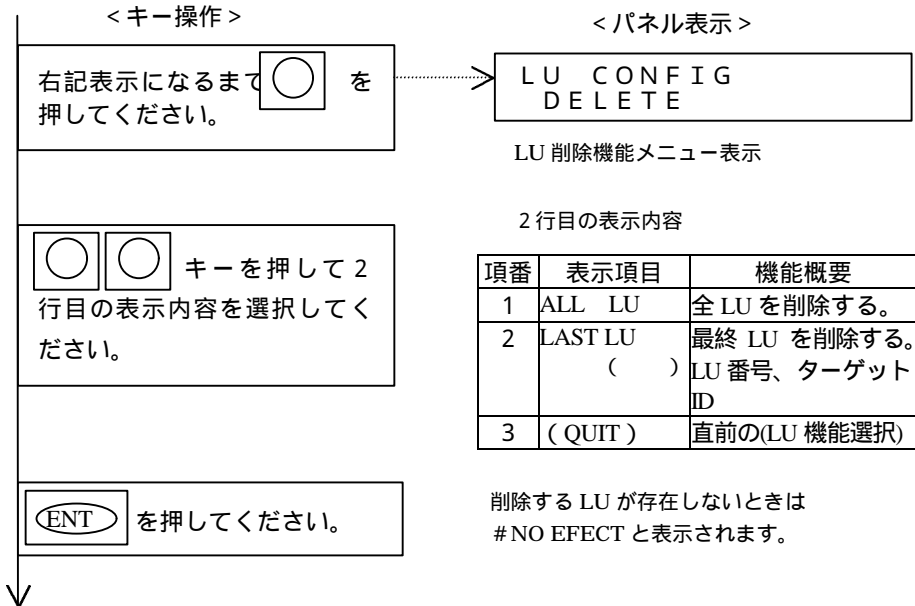 ＜キー操作＞
＜パネル表示＞
右記表示になるまで を
押してください。
ＬＵ　ＣＯＮＦＩＧ
ＤＥＬＥＴＥ
LU 削除機能メニュー表示
2 行目の表示内容
キーを押して 2
行目の表示内容を選択してく
ださい。
項番 表示項目 機能概要
1 ALL LU 全 LU を削除する。
2 LAST LU 最終 LU を削除する。
( ) LU 番号、ターゲット
ID
3 （QUIT） 直前の(LU 機能選択)
ENT を押してください。
削除する LU が存在しないときは
＃NO EFECT と表示されます。